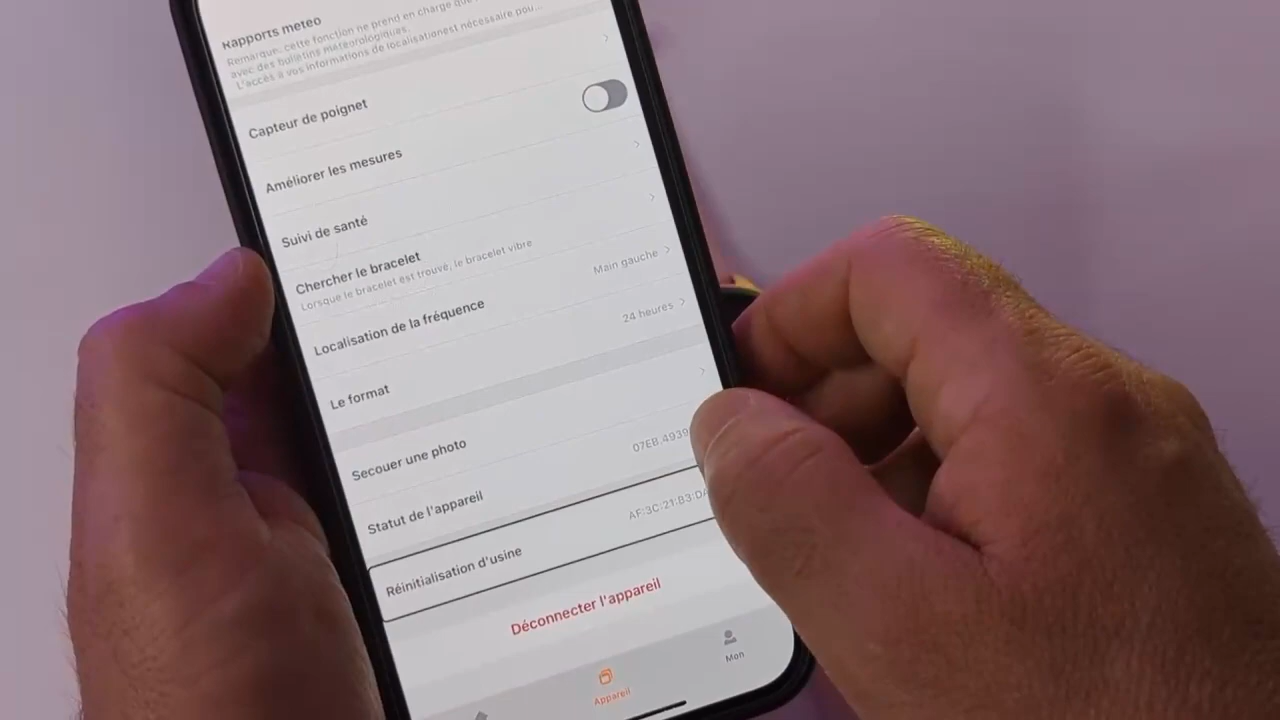 Rapports meteo
Remarque, cette fonction ne prend en charge que
avec des bulletins météorologiques.
L'accès à vos informations de localisationest nécessaire pou...
Capteur de poignet
Améliorer les mesures
Suivi de santé
Chercher le bracelet
Lorsque le bracelet est trouvé, le bracelet vibre
Localisation de la fréquence
Main gauche
Le format
24 heures
Secouer une photo
Statut de l'appareil
07EB.4939
Réinitialisation d'usine
AF:3C:21:B3:DA
Déconnecter l'appareil
Appareil
Mon